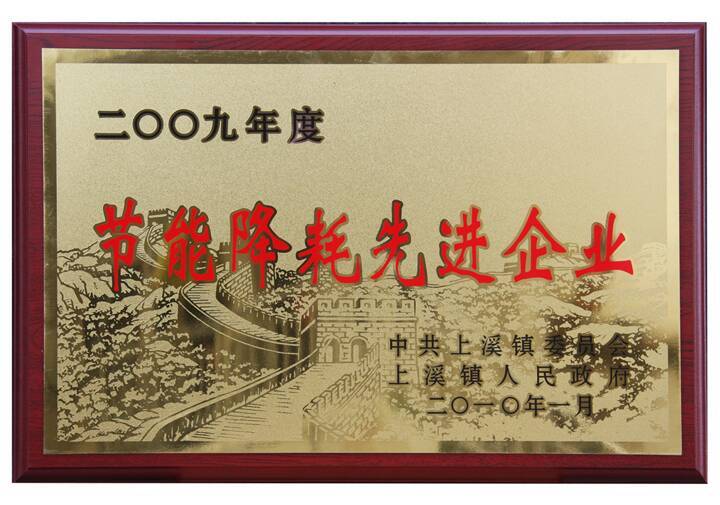 二〇〇九年度
节能降耗先进企业
中共上溪镇委员会
上溪镇人民政府
二〇一〇年一月